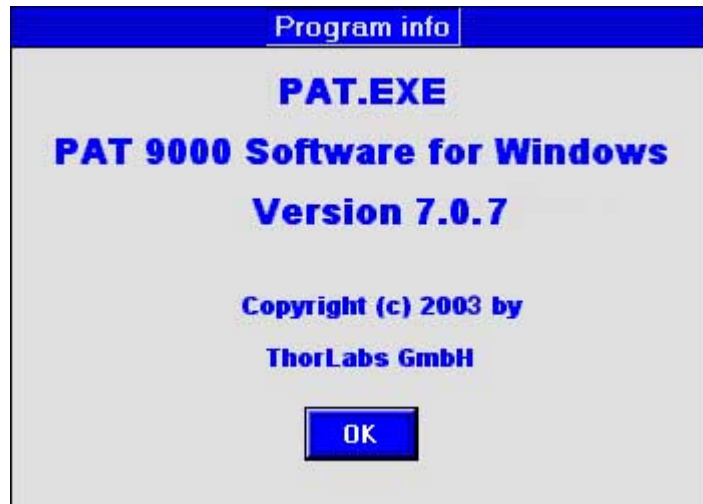 Program info
PAT.EXE
PAT 9000 Software for Windows
Version 7.0.7
Copyright (c) 2003 by
ThorLabs GmbH
OK